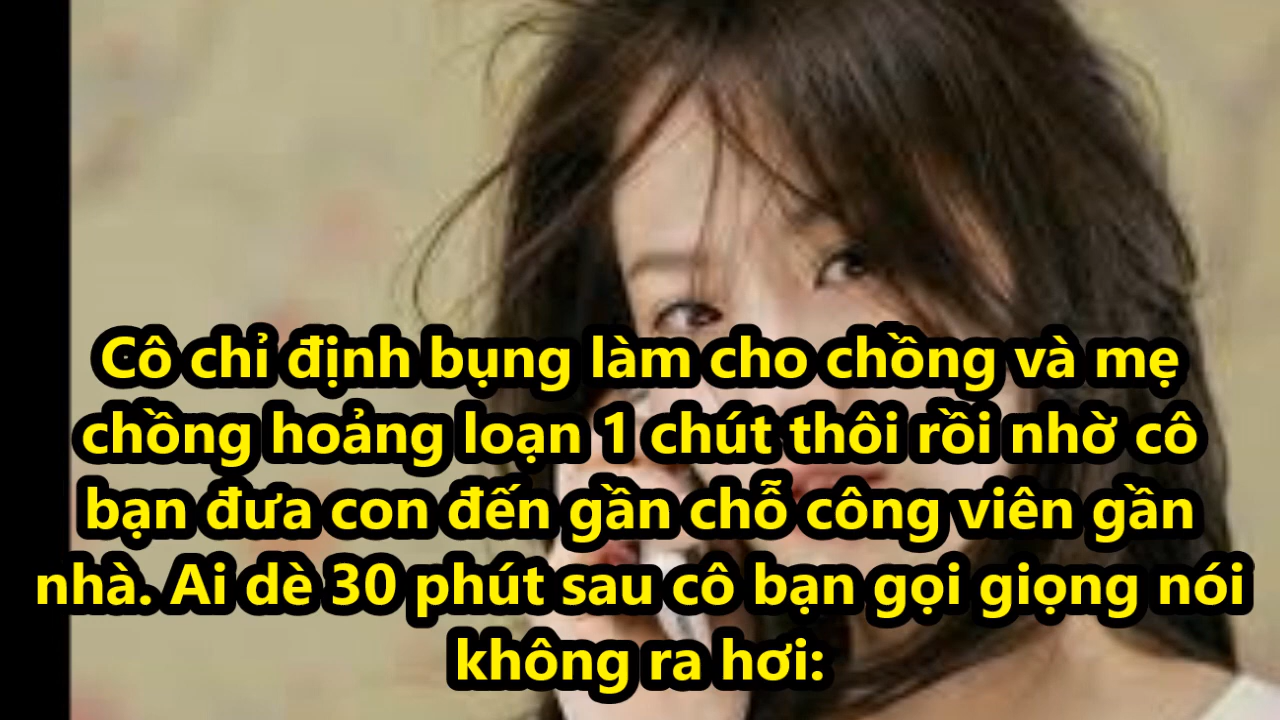 Cô chỉ định bụng làm cho chồng và mẹ
chồng hoảng loạn 1 chút thôi rồi nhờ cô
bạn đưa con đến gần chỗ công viên gần
nhà. Ai dè 30 phút sau cô bạn gọi giọng nói
không ra hơi: